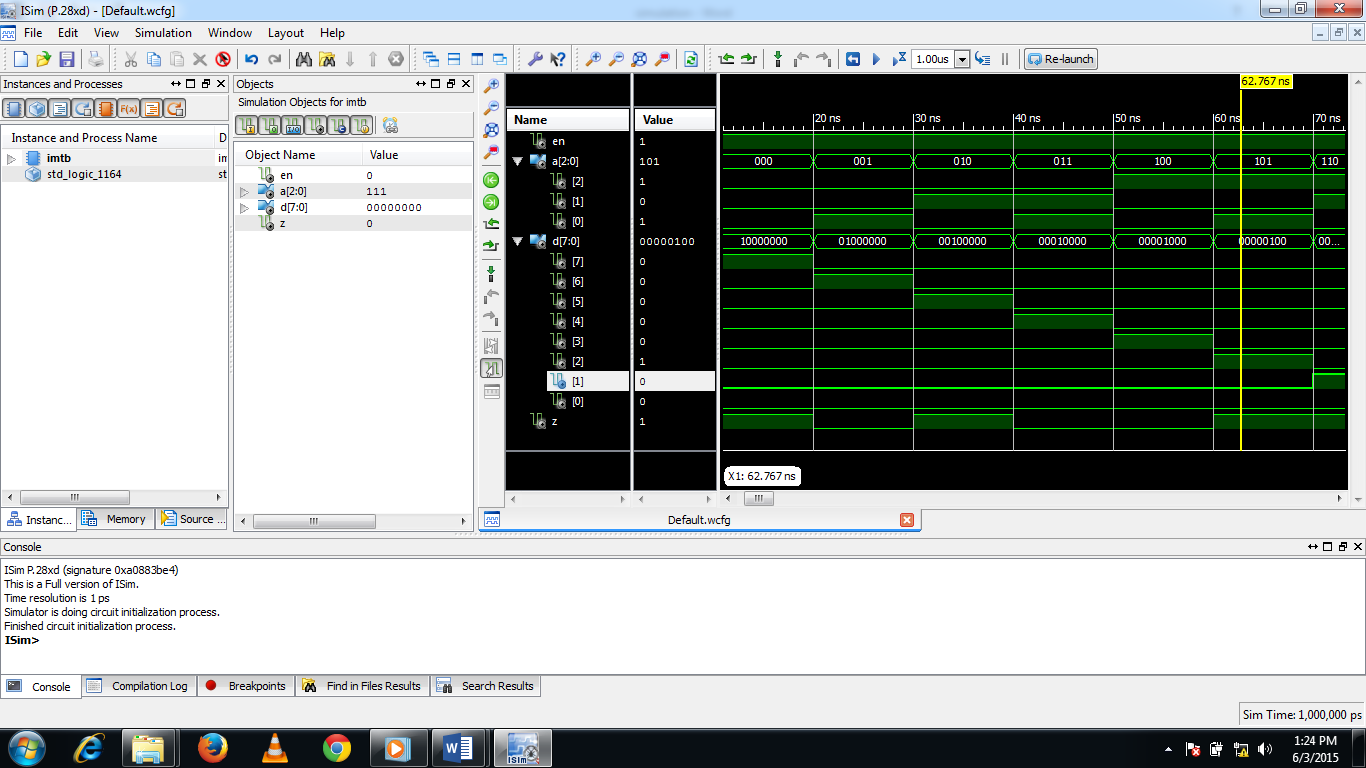 ISim (P.28xd) - [Default.wcfg]
File Edit View Simulation Window Layout Help
1.00us Re-launch
Instances and Processes
Instance and Process Name D
imtb im
std_logic_1164 st
Instanc... Memory Source ...
Objects
Simulation Objects for imtb
Object Name Value
en 0
a[2:0] 111
d[7:0] 00000000
z 0
Name Value
en 1
a[2:0] 101
[2] 1
[1] 0
[0] 1
d[7:0] 00000100
[7] 0
[6] 0
[5] 0
[4] 0
[3] 0
[2] 1
[1] 0
[0] 0
z 1
62.767 ns
20 ns 30 ns 40 ns 50 ns 60 ns 70 ns
000 001 010 011 100 101 110
10000000 01000000 00100000 00010000 00001000 00000100 00...
X1: 62.767 ns
Default.wcfg
Console
ISim P.28xd (signature 0xa0883be4)
This is a Full version of ISim.
Time resolution is 1 ps
Simulator is doing circuit initialization process.
Finished circuit initialization process.
ISim>
Console Compilation Log Breakpoints Find in Files Results Search Results
Sim Time: 1,000,000 ps
1:24 PM
6/3/2015